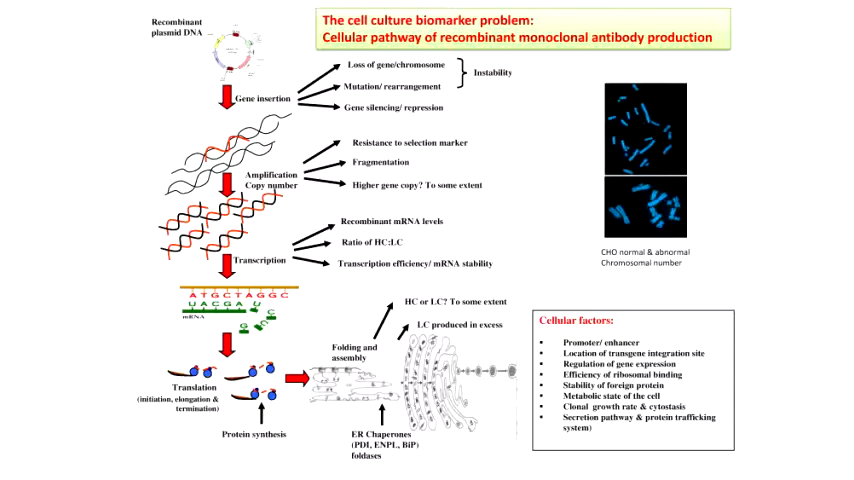 Recombinant
plasmid DNA
The cell culture biomarker problem:
Cellular pathway of recombinant monoclonal antibody production
Loss of gene/chromosome
Instability
Mutation/ rearrangement
Gene insertion
Gene silencing/ repression
Resistance to selection marker
Fragmentation
Amplification
Copy number
Higher gene copy? To some extent
Recombinant mRNA levels
Ratio of HC:LC
Transcription
Transcription efficiency/ mRNA stability
CHO normal & abnormal
Chromosomal number
A T G C T A G G C
U A C G A U
C
mRNA
G
HC or LC? To some extent
LC produced in excess
Folding and
assembly
Translation
(initiation, elongation &
termination)
Protein synthesis
ER Chaperones
(PDI, ENPL, BiP)
foldases
Cellular factors:
▪ Promoter/ enhancer
▪ Location of transgene integration site
▪ Regulation of gene expression
▪ Efficiency of ribosomal binding
▪ Stability of foreign protein
▪ Metabolic state of the cell
▪ Clonal growth rate & cytostasis
▪ Secretion pathway & protein trafficking
system)